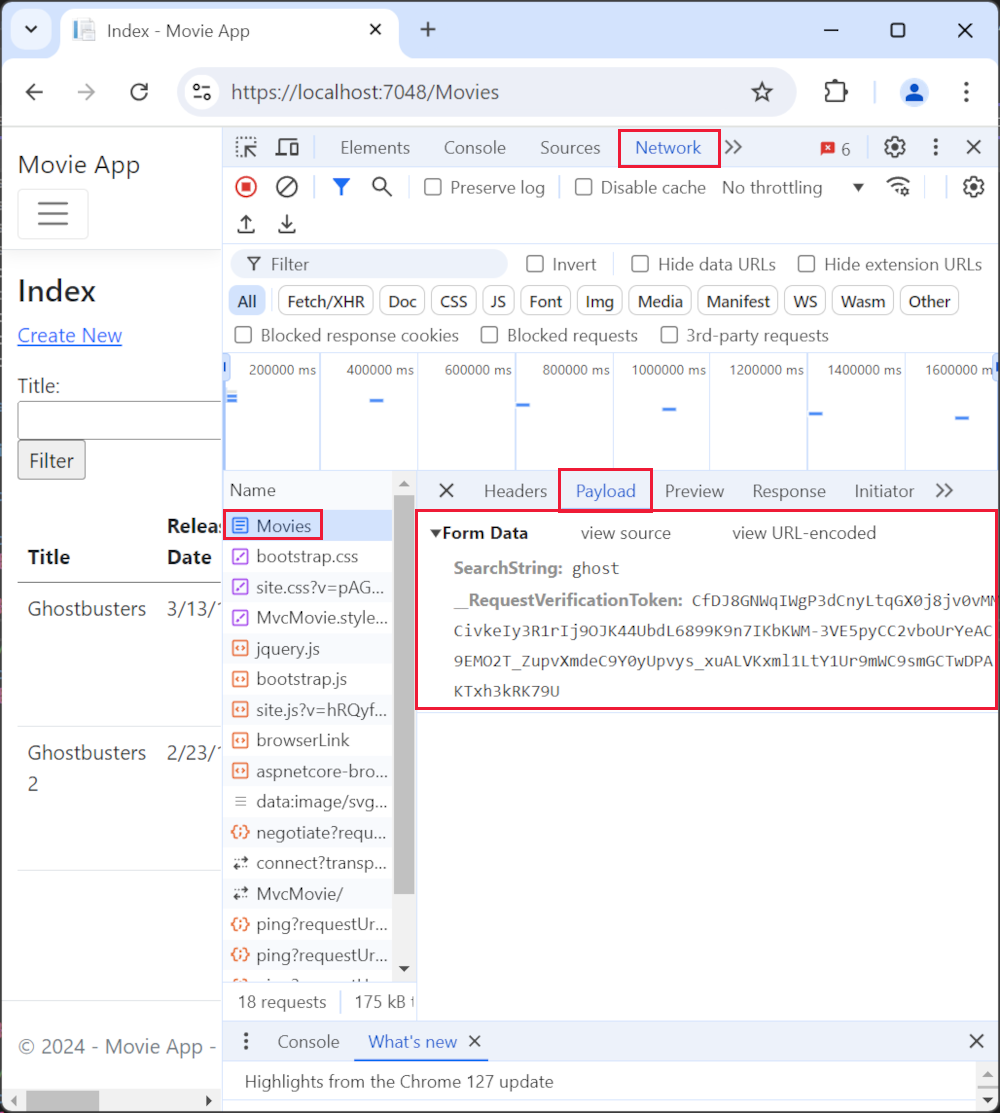 Index - Movie App
https://localhost:7048/Movies
Movie App
Index
Create New
Title:
Filter
Title
Release Date
Ghostbusters 3/13/1
Ghostbusters 2 2/23/1
© 2024 - Movie App -
Elements Console Sources Network 6
Preserve log Disable cache No throttling
Filter Invert Hide data URLs Hide extension URLs
All Fetch/XHR Doc CSS JS Font Img Media Manifest WS Wasm Other
Blocked response cookies Blocked requests 3rd-party requests
200000 ms 400000 ms 600000 ms 800000 ms 1000000 ms 1200000 ms 1400000 ms 1600000 m
Name
Movies
bootstrap.css
site.css?v=pAG...
MvcMovie.style...
jquery.js
bootstrap.js
site.js?v=hRQyf...
browserLink
aspnetcore-bro...
data:image/svg...
negotiate?requ...
connect?transp...
MvcMovie/
ping?requestUr...
ping?requestUr...
18 requests 175 kB t
Headers Payload Preview Response Initiator
Form Data view source view URL-encoded
SearchString: ghost
__RequestVerificationToken: CfDJ8GNWqIWgP3dCnyLtqGX0j8jv0vMM
CivkeIy3R1rIj9OJK44UbdL6899K9n7IKbKWM-3VE5pyCC2vboUrYeAC
9EMO2T_ZupvXmdeC9Y0yUpvys_xuALVKxml1LtY1Ur9mWC9smGCTwDPA
KTxh3kRK79U
Console What's new
Highlights from the Chrome 127 update